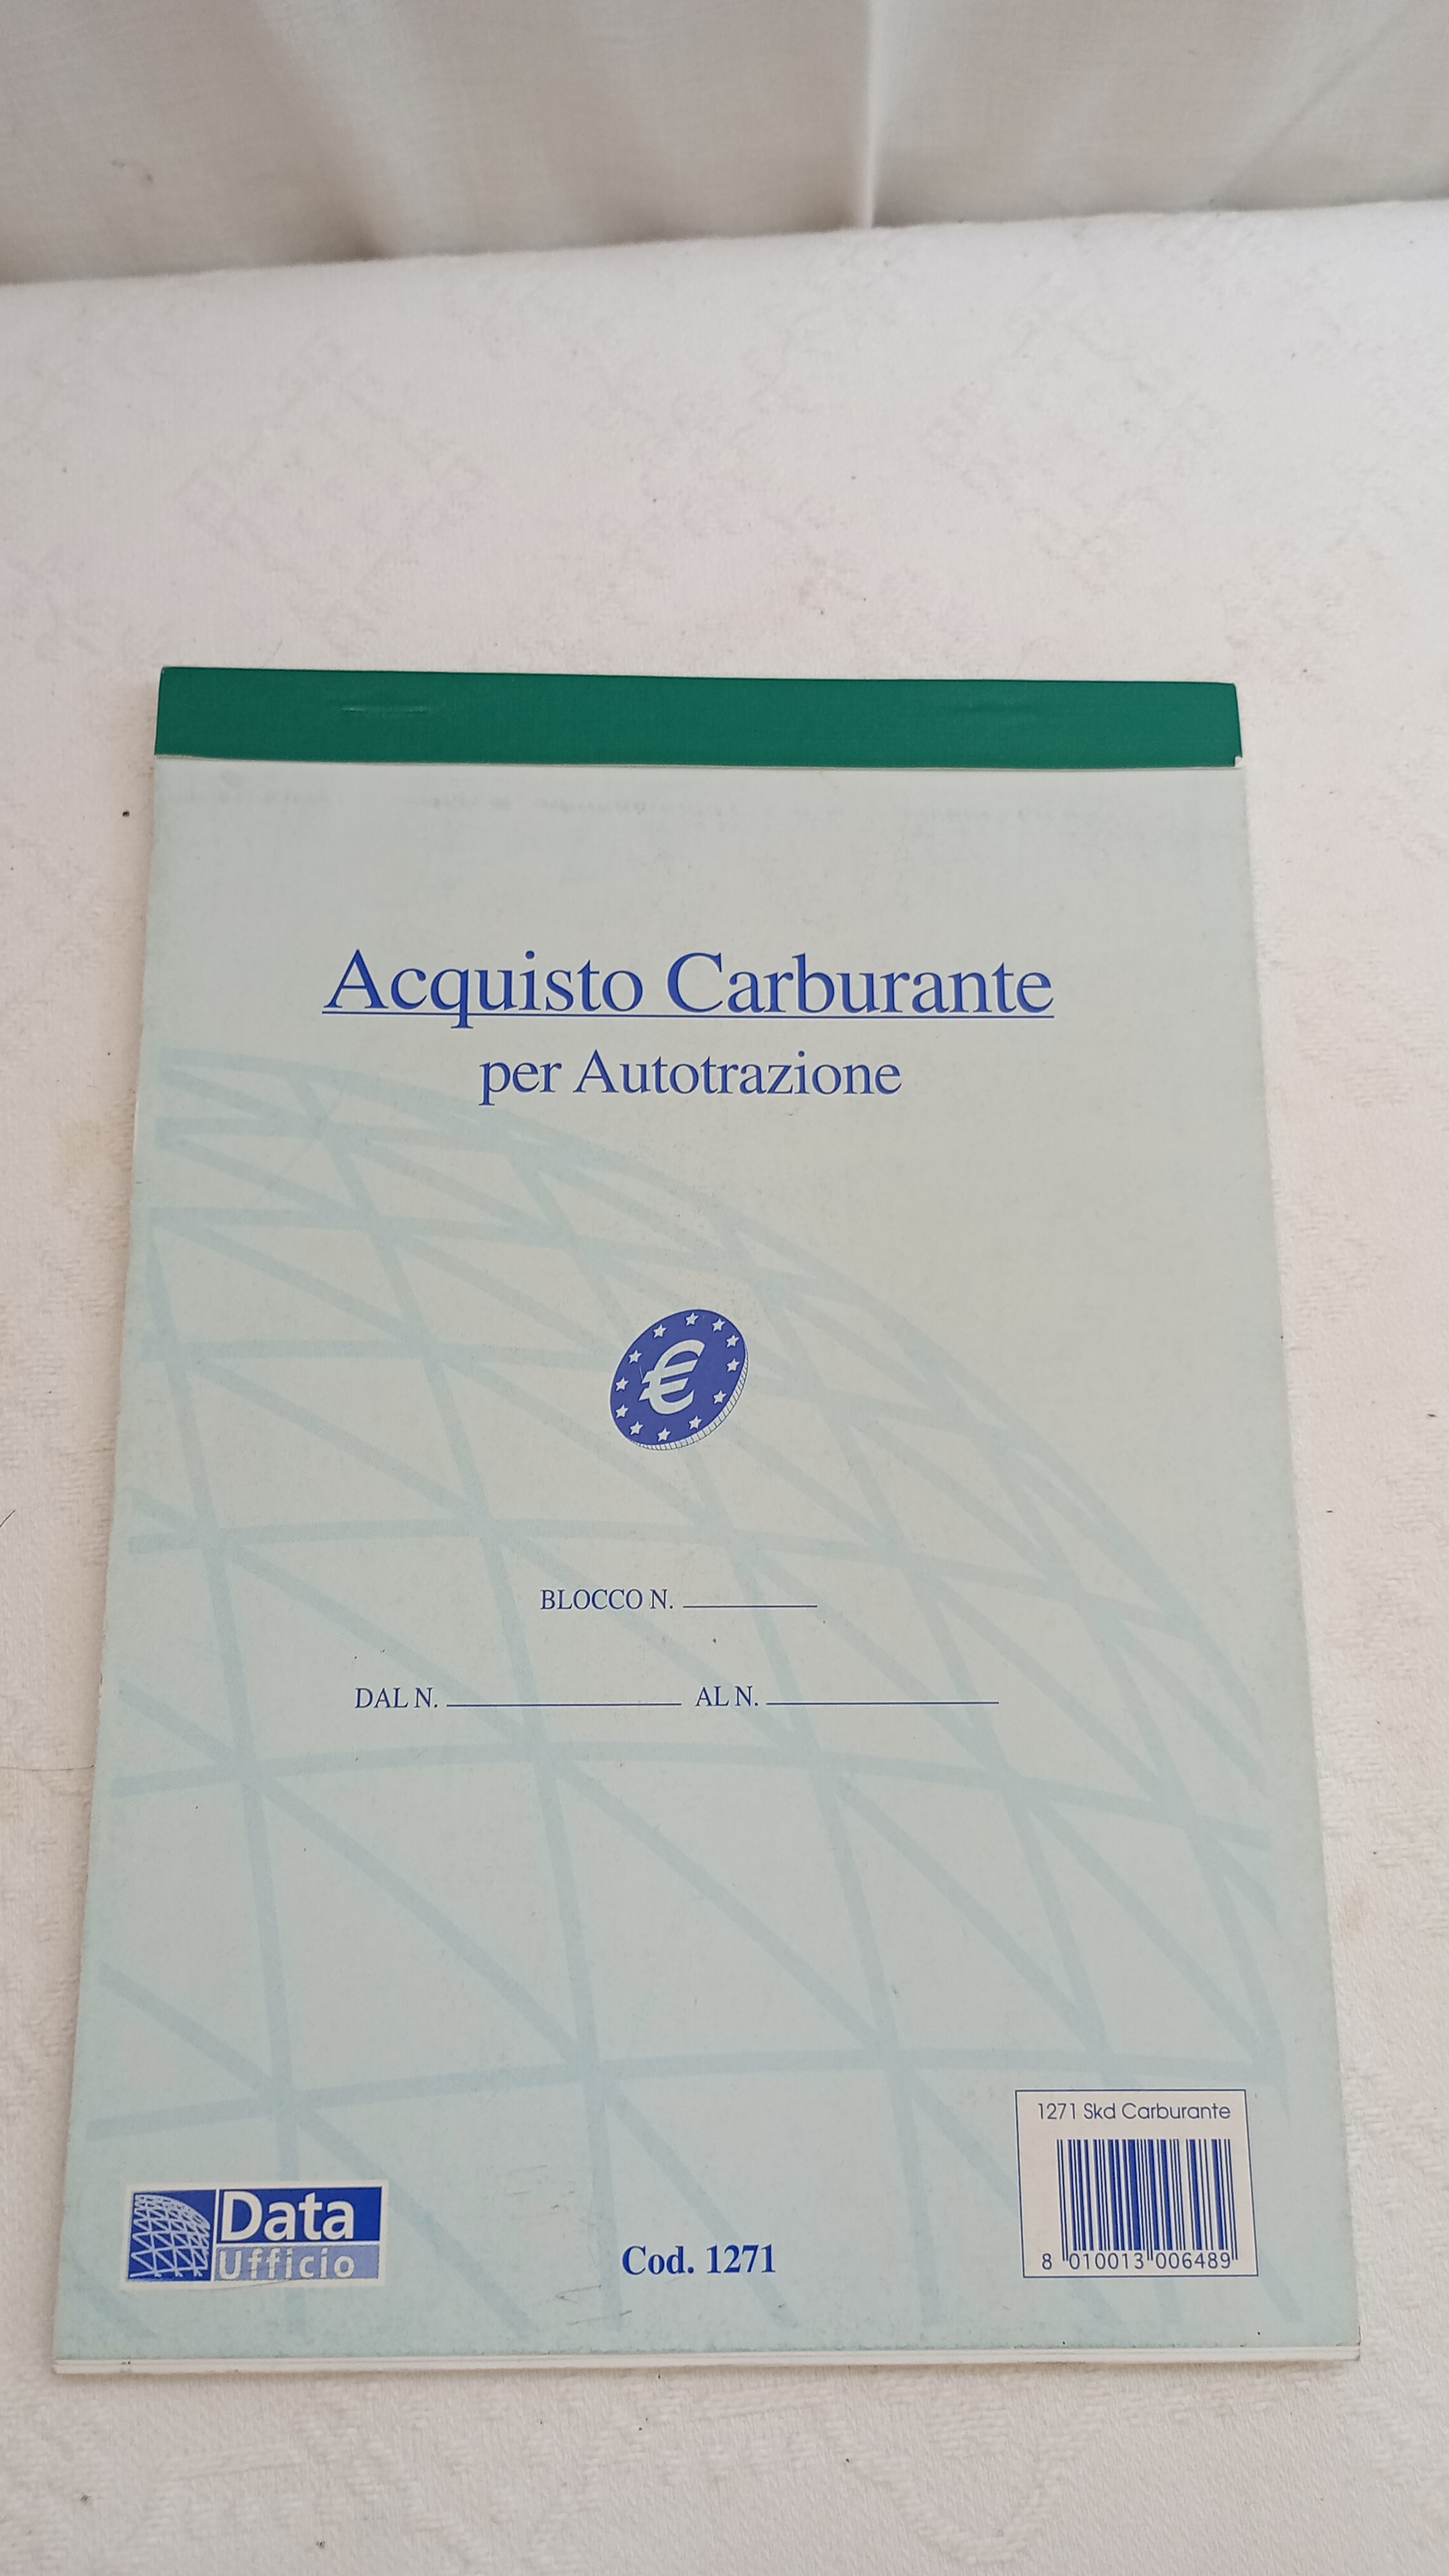 Acquisto Carburante
per Autotrazione
€
BLOCCO N.
DAL N. AL N.
1271 Skd Carburante
8 010013 006489
Data
Ufficio
Cod. 1271